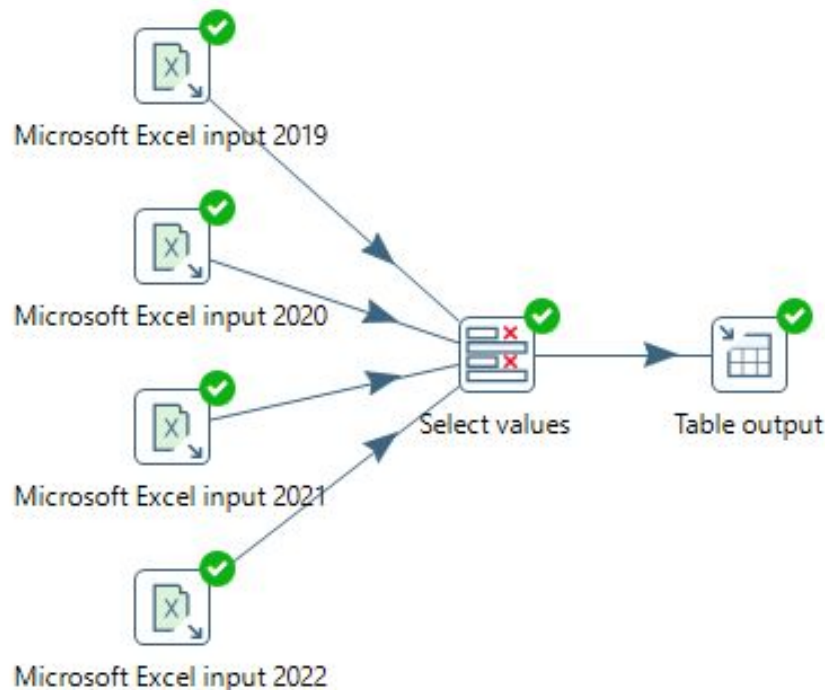 Microsoft Excel input 2019
Microsoft Excel input 2020
Select values
Table output
Microsoft Excel input 2021
Microsoft Excel input 2022